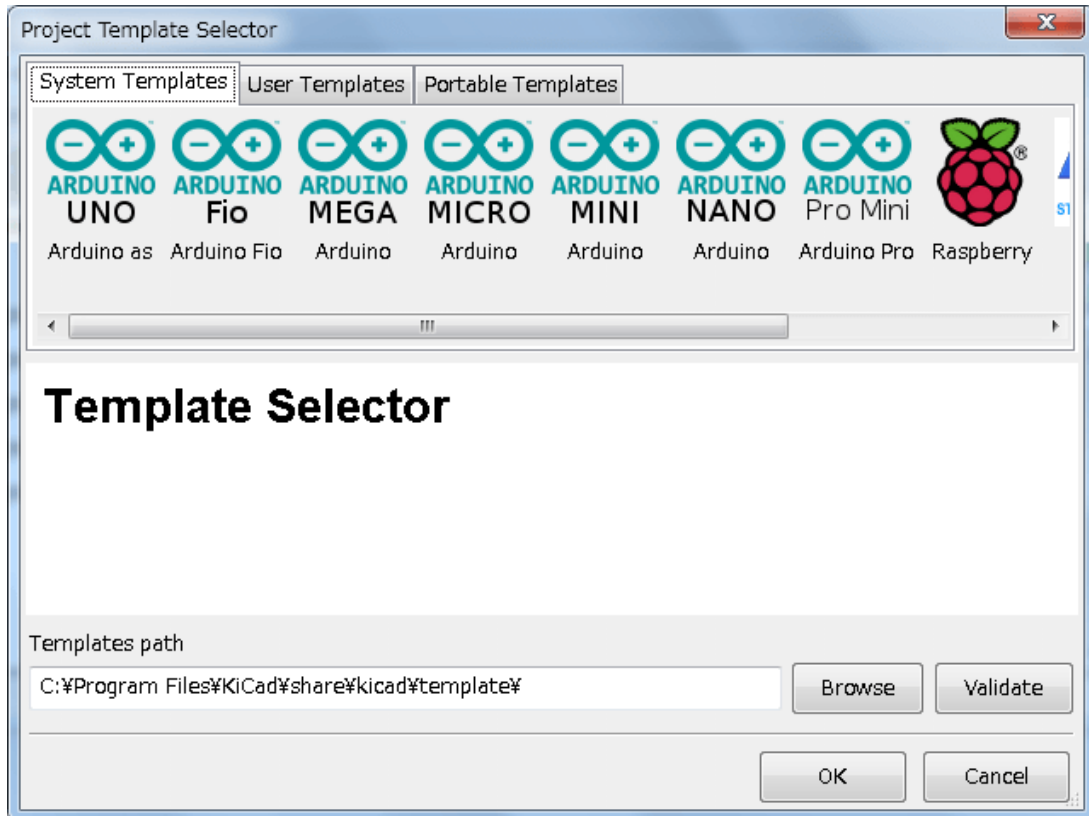 Project Template Selector
System Templates User Templates Portable Templates
ARDUINO ARDUINO ARDUINO ARDUINO ARDUINO ARDUINO ARDUINO ®
UNO Fio MEGA MICRO MINI NANO Pro Mini
Arduino as Arduino Fio Arduino Arduino Arduino Arduino Arduino Pro Raspberry
Template Selector
Templates path
C:¥Program Files¥KiCad¥share¥kicad¥template¥ Browse Validate
OK Cancel